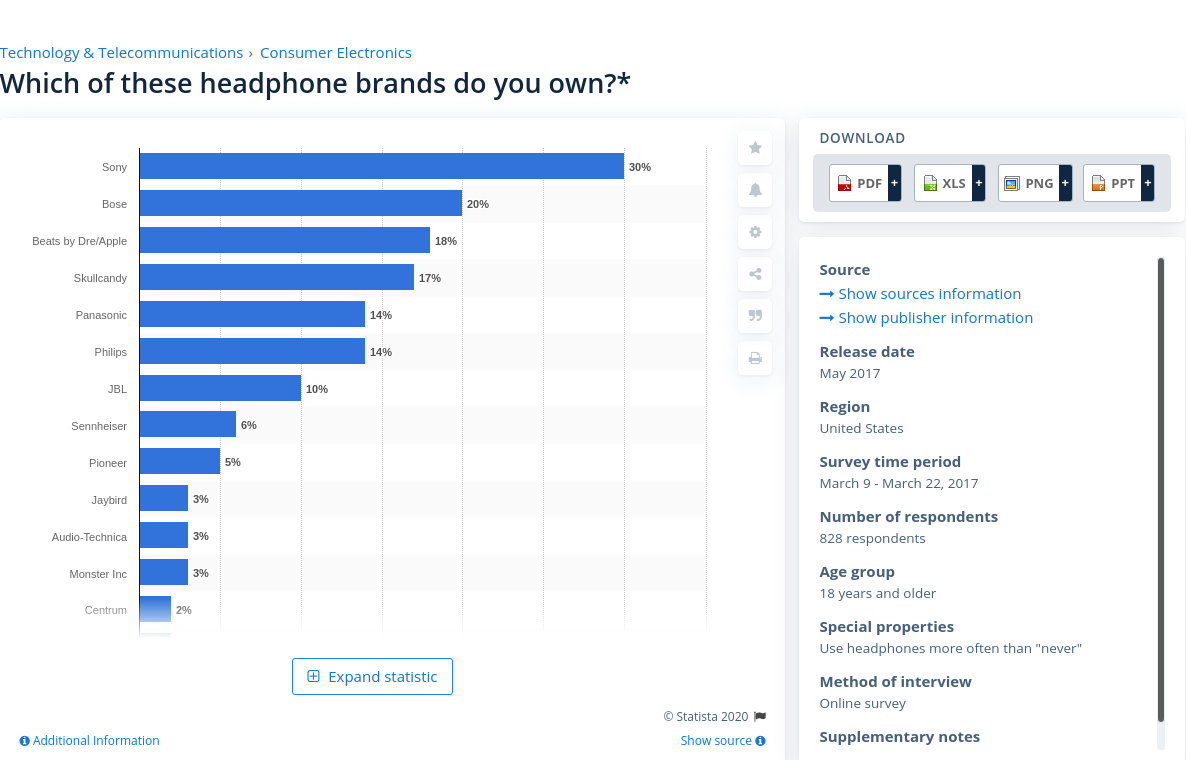 Technology & Telecommunications › Consumer Electronics
Which of these headphone brands do you own?*
Sony 30%
Bose 20%
Beats by Dre/Apple 18%
Skullcandy 17%
Panasonic 14%
Philips 14%
JBL 10%
Sennheiser 6%
Pioneer 5%
Jaybird 3%
Audio-Technica 3%
Monster Inc 3%
Centrum 2%
Expand statistic
© Statista 2020
Additional Information
Show source
DOWNLOAD
PDF + XLS + PNG + PPT +
Source
Show sources information
Show publisher information
Release date
May 2017
Region
United States
Survey time period
March 9 - March 22, 2017
Number of respondents
828 respondents
Age group
18 years and older
Special properties
Use headphones more often than "never"
Method of interview
Online survey
Supplementary notes